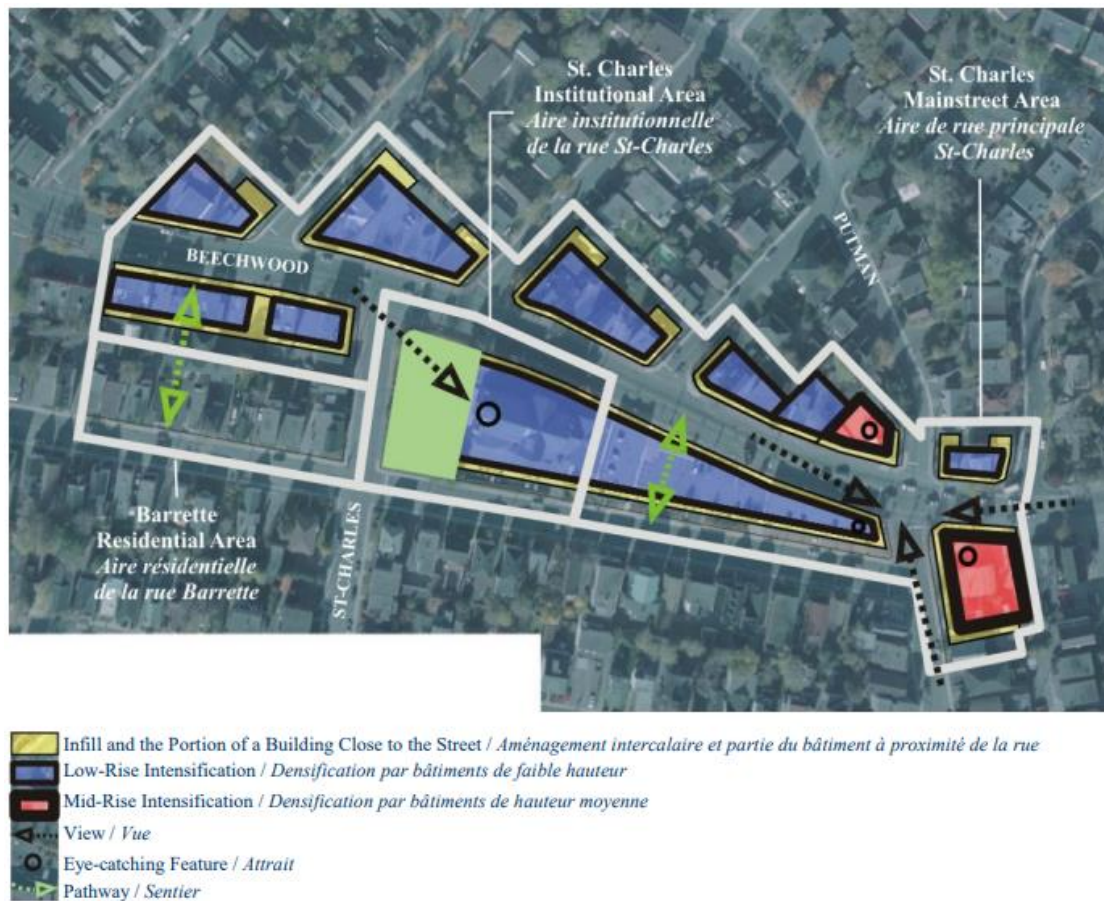 St. Charles
Institutional Area
Aire institutionnelle
de la rue St-Charles
St. Charles
Mainstreet Area
Aire de rue principale
St-Charles
PUTMAN
BEECHWOOD
Barrette
Residential Area
Aire résidentielle
de la rue Barrette
ST-CHARLES
Infill and the Portion of a Building Close to the Street / Aménagement intercalaire et partie du bâtiment à proximité de la rue
Low-Rise Intensification / Densification par bâtiments de faible hauteur
Mid-Rise Intensification / Densification par bâtiments de hauteur moyenne
View / Vue
Eye-catching Feature / Attrait
Pathway / Sentier